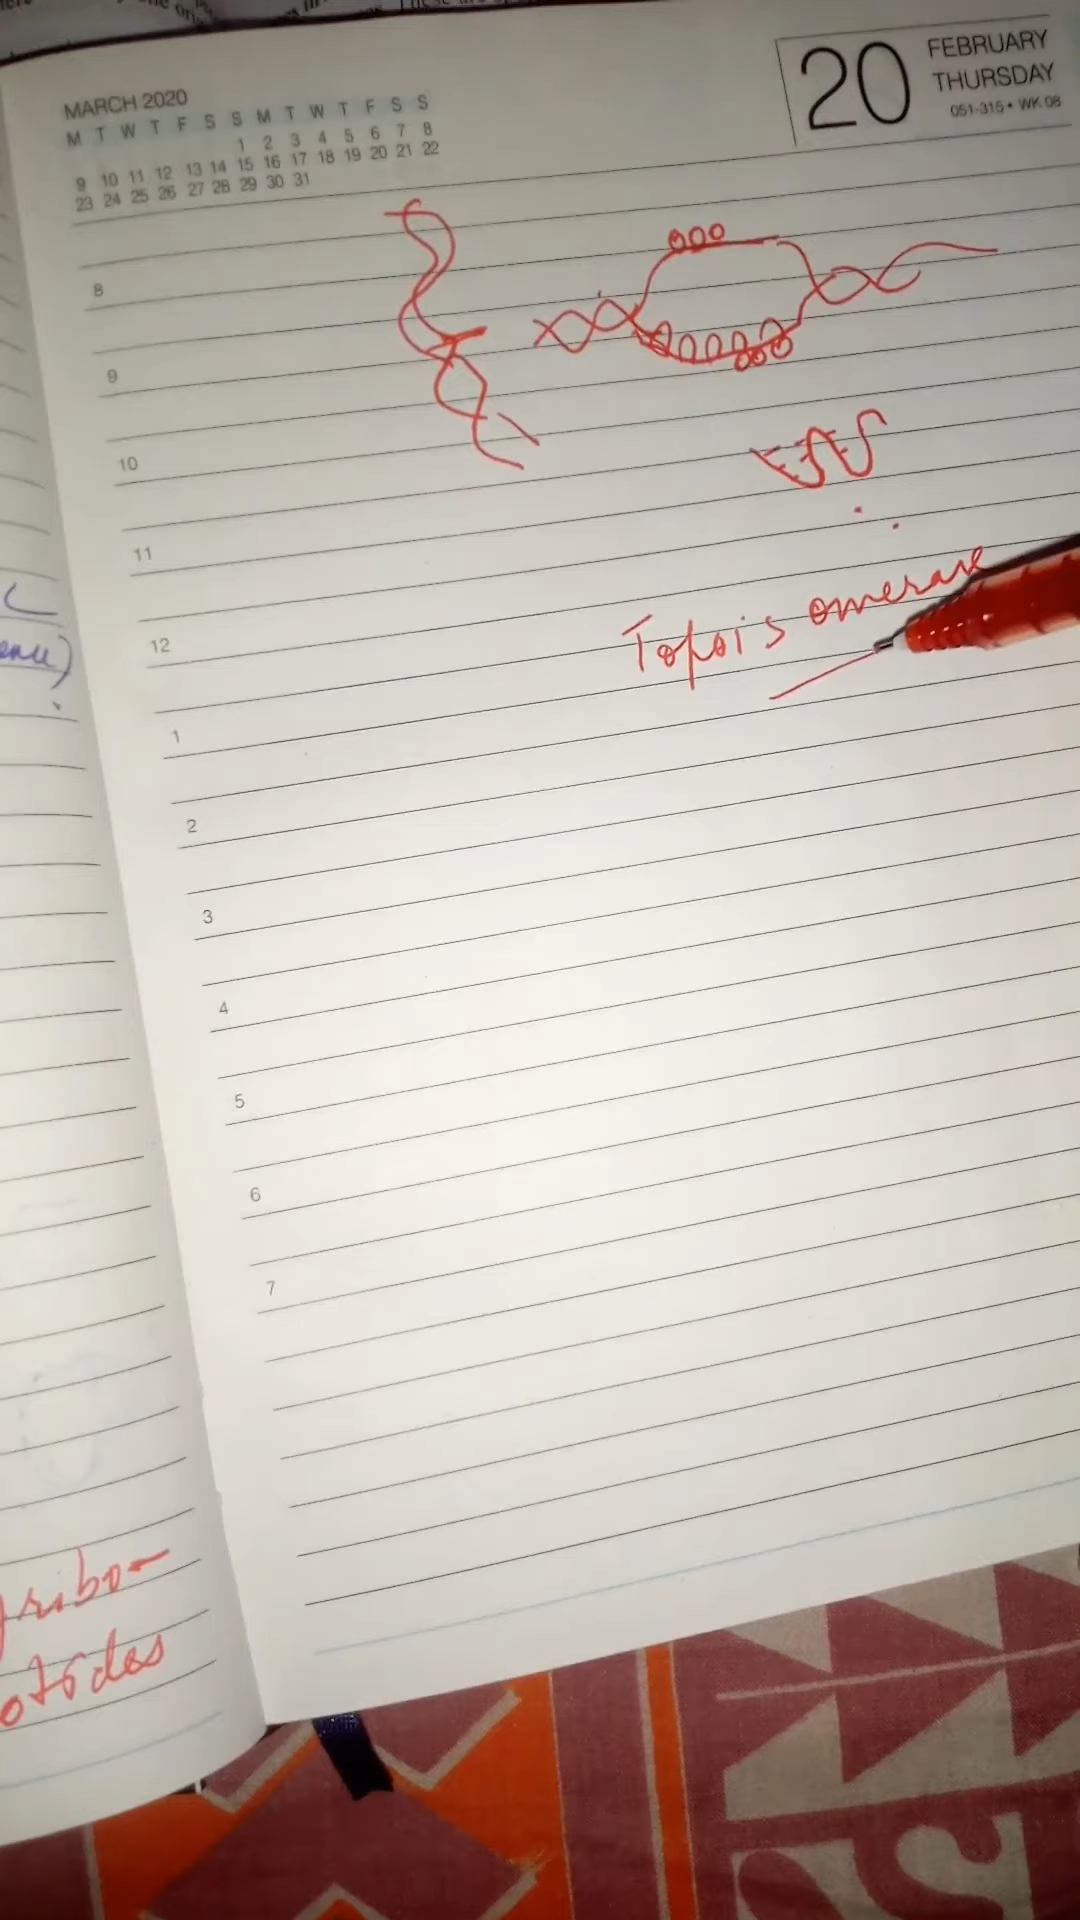 MARCH 2020
M T W T F S S M T W T F S S
1 2 3 4 5 6 7 8
9 10 11 12 13 14 15 16 17 18 19 20 21 22
23 24 25 26 27 28 29 30 31
20
FEBRUARY
THURSDAY
051-315 • WK 08
8
9
10
11
12
Topoisomerase
1
2
3
4
5
6
7
ribo-